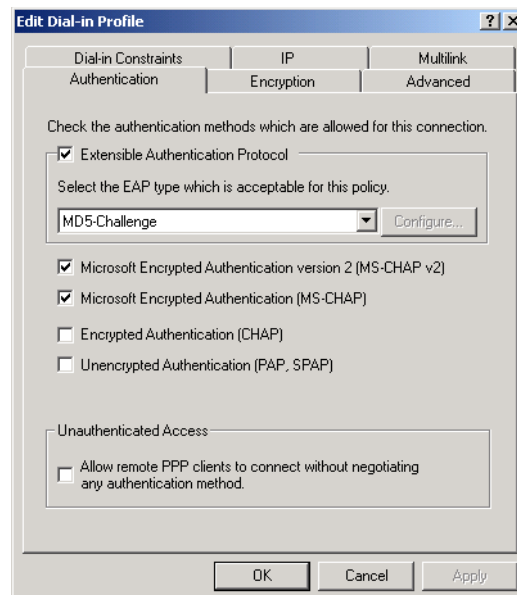 Edit Dial-in Profile
Dial-in Constraints IP Multilink
Authentication Encryption Advanced
Check the authentication methods which are allowed for this connection.
Extensible Authentication Protocol
Select the EAP type which is acceptable for this policy.
MD5-Challenge Configure...
Microsoft Encrypted Authentication version 2 (MS-CHAP v2)
Microsoft Encrypted Authentication (MS-CHAP)
Encrypted Authentication (CHAP)
Unencrypted Authentication (PAP, SPAP)
Unauthenticated Access
Allow remote PPP clients to connect without negotiating
any authentication method.
OK Cancel Apply